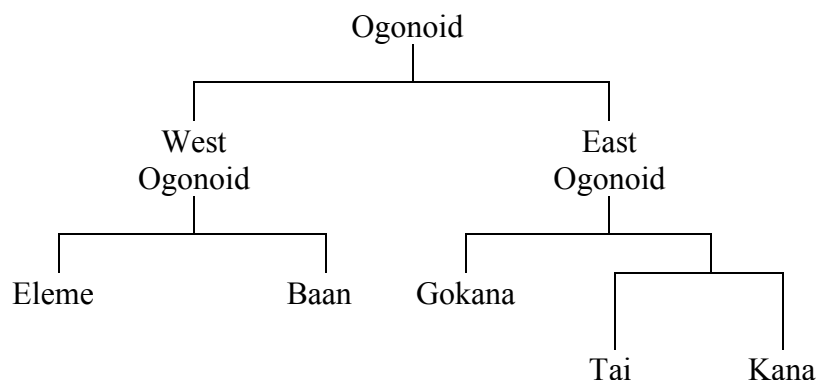 Ogonoid
West
Ogonoid
East
Ogonoid
Eleme
Baan
Gokana
Tai
Kana